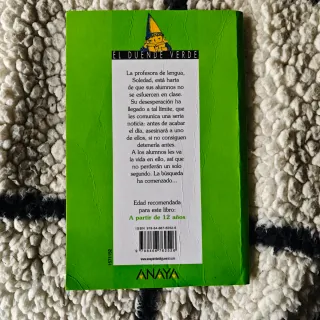 EL DUENDE VERDE
La profesora de lengua,
Soledad, está harta
de que sus alumnos no
se esfuercen en clase.
Su desesperación ha
llegado a tal límite, que
les comunica una seria
noticia: antes de acabar
el día, asesinará a uno
de ellos, si no consiguen
detenerla antes.
A los alumnos les va
la vida en ello, así que
no perderán un solo
segundo. La búsqueda
ha comenzado...
Edad recomendada
para este libro:
A partir de 12 años
ANAYA